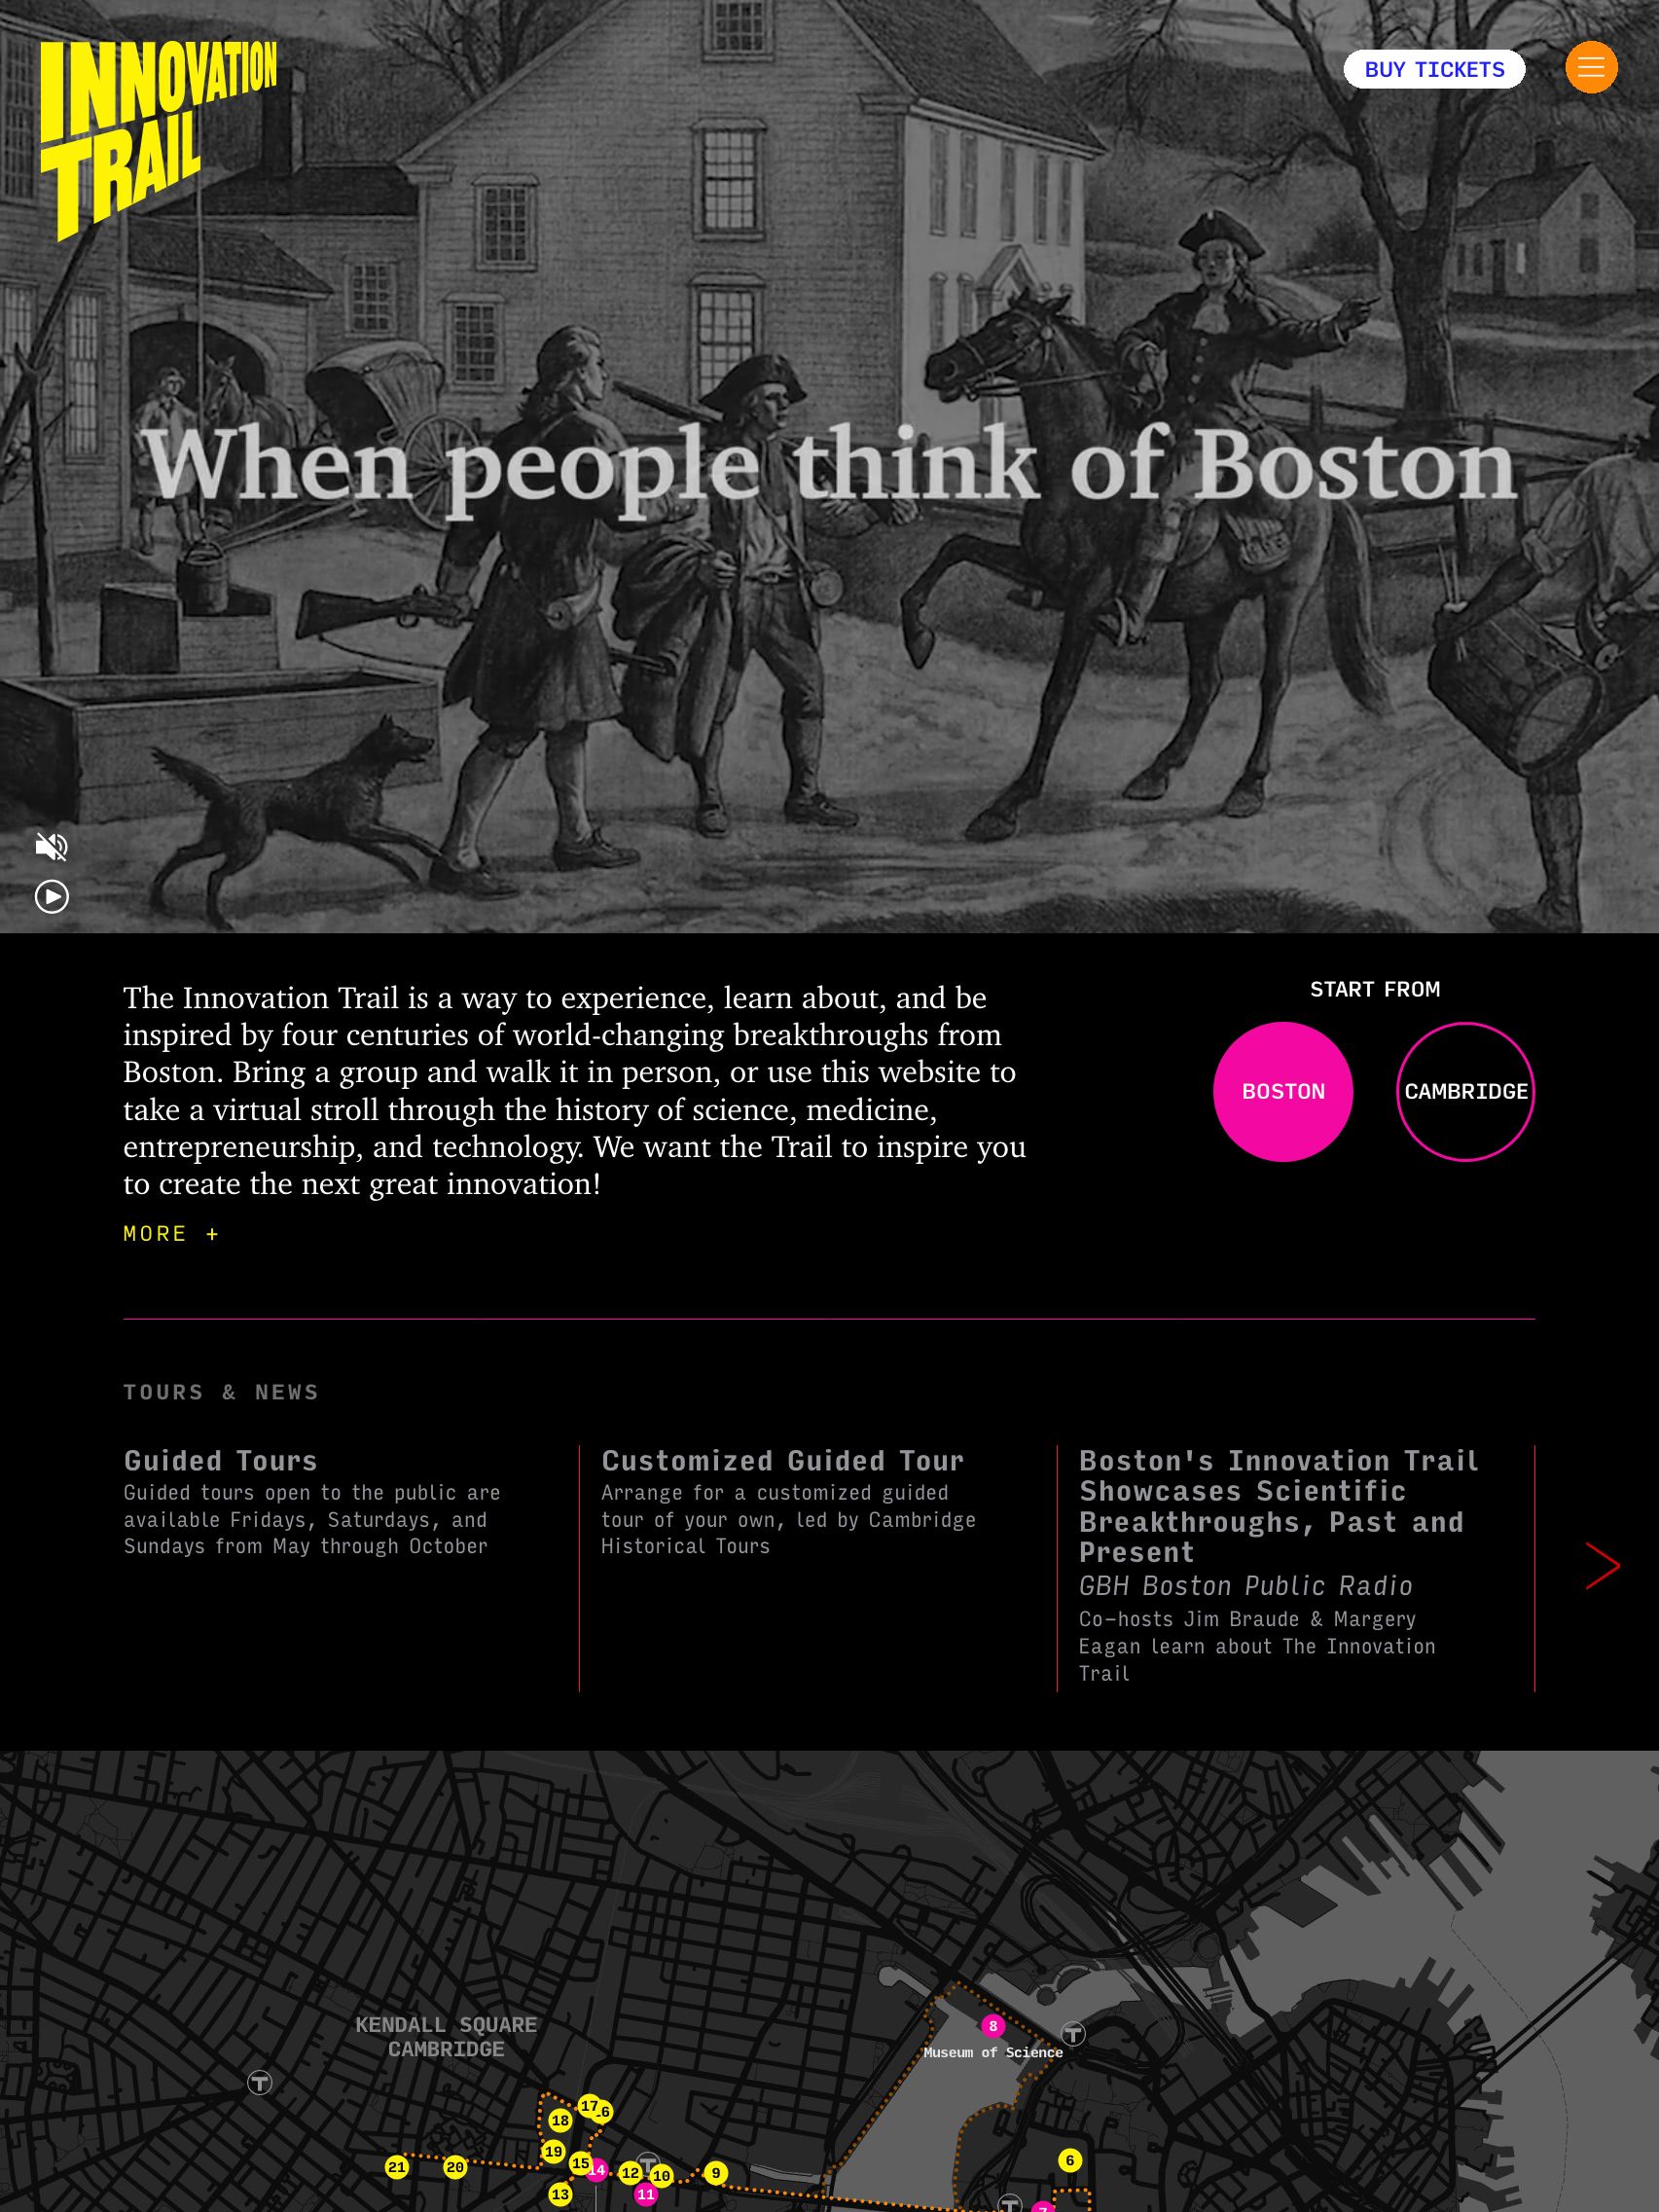 INNOVATION
TRAIL
BUY TICKETS
When people think of Boston
The Innovation Trail is a way to experience, learn about, and be
inspired by four centuries of world-changing breakthroughs from
Boston. Bring a group and walk it in person, or use this website to
take a virtual stroll through the history of science, medicine,
entrepreneurship, and technology. We want the Trail to inspire you
to create the next great innovation!
MORE +
START FROM
BOSTON
CAMBRIDGE
TOURS & NEWS
Guided Tours
Guided tours open to the public are
available Fridays, Saturdays, and
Sundays from May through October
Customized Guided Tour
Arrange for a customized guided
tour of your own, led by Cambridge
Historical Tours
Boston's Innovation Trail
Showcases Scientific
Breakthroughs, Past and
Present
GBH Boston Public Radio
Co-hosts Jim Braude & Margery
Eagan learn about The Innovation
Trail
KENDALL SQUARE
CAMBRIDGE
8
T
Museum of Science
T
17
16
18
19
15
14
T
21
20
12
10
9
6
13
11
T
7